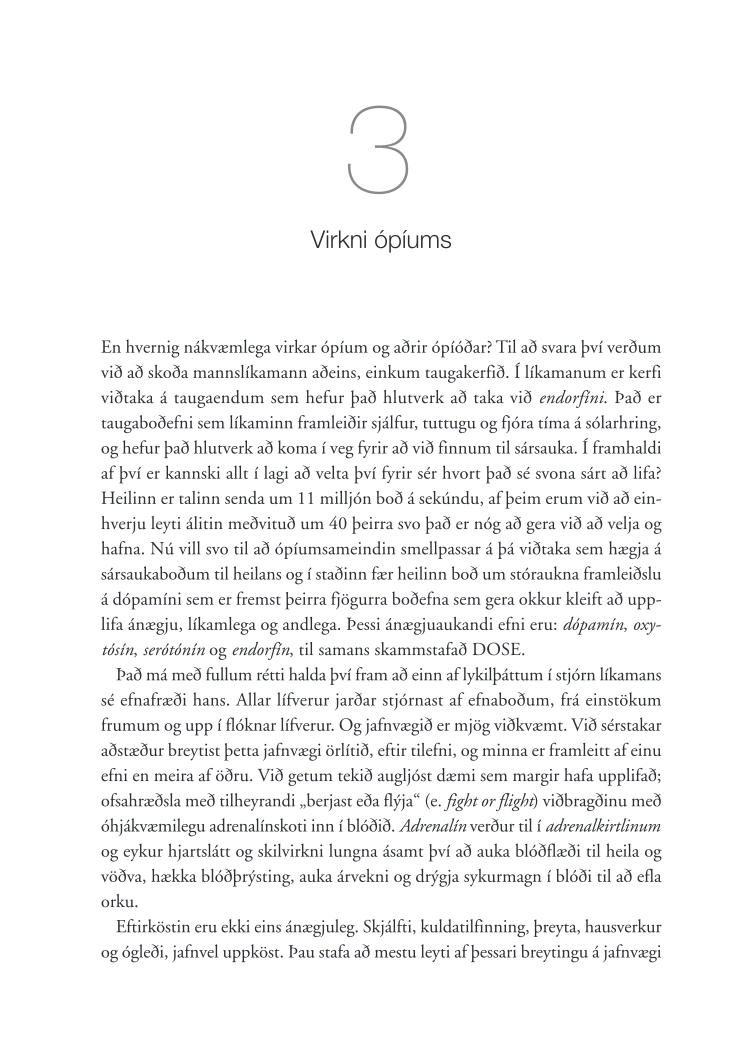 3
Virkni ópíums
En hvernig nákvæmlega virkar ópíum og aðrir ópíóðar? Til að svara því verðum
við að skoða mannslíkamann aðeins, einkum taugakerfið. Í líkamanum er kerfi
viðtaka á taugaendum sem hefur það hlutverk að taka við endorfíni. Það er
taugaboðefni sem líkaminn framleiðir sjálfur, tuttugu og fjóra tíma á sólarhring,
og hefur það hlutverk að koma í veg fyrir að við finnum til sársauka. Í framhaldi
af því er kannski allt í lagi að velta því fyrir sér hvort það sé svona sárt að lifa?
Heilinn er talinn senda um 11 milljón boð á sekúndu, af þeim erum við að ein-
hverju leyti álitin meðvituð um 40 þeirra svo það er nóg að gera við að velja og
hafna. Nú vill svo til að ópíumsameindin smellpassar á þá viðtaka sem hægja á
sársaukaboðum til heilans og í staðinn fær heilinn boð um stóraukna framleiðslu
á dópamíni sem er fremst þeirra fjögurra boðefna sem gera okkur kleift að upp-
lifa ánægju, líkamlega og andlega. Þessi ánægjuaukandi efni eru: dópamín, oxy-
tósín, serótónín og endorfín, til samans skammstafað DOSE.
Það má með fullum rétti halda því fram að einn af lykilþáttum í stjórn líkamans
sé efnafræði hans. Allar lífverur jarðar stjórnast af efnaboðum, frá einstökum
frumum og upp í flóknar lífverur. Og jafnvægið er mjög viðkvæmt. Við sérstakar
aðstæður breytist þetta jafnvægi örlítið, eftir tilefni, og minna er framleitt af einu
efni en meira af öðru. Við getum tekið augljóst dæmi sem margir hafa upplifað;
ofsahræðsla með tilheyrandi „berjast eða flýja“ (e. fight or flight) viðbragðinu með
óhjákvæmilegu adrenalínskoti inn í blóðið. Adrenalín verður til í adrenalkirtlinum
og eykur hjartslátt og skilvirkni lungna ásamt því að auka blóðflæði til heila og
vöðva, hækka blóðþrýsting, auka árvekni og drýgja sykurmagn í blóði til að efla
orku.
Eftirköstin eru ekki eins ánægjuleg. Skjálfti, kuldatilfinning, þreyta, hausverkur
og ógleði, jafnvel uppköst. Þau stafa að mestu leyti af þessari breytingu á jafnvægi